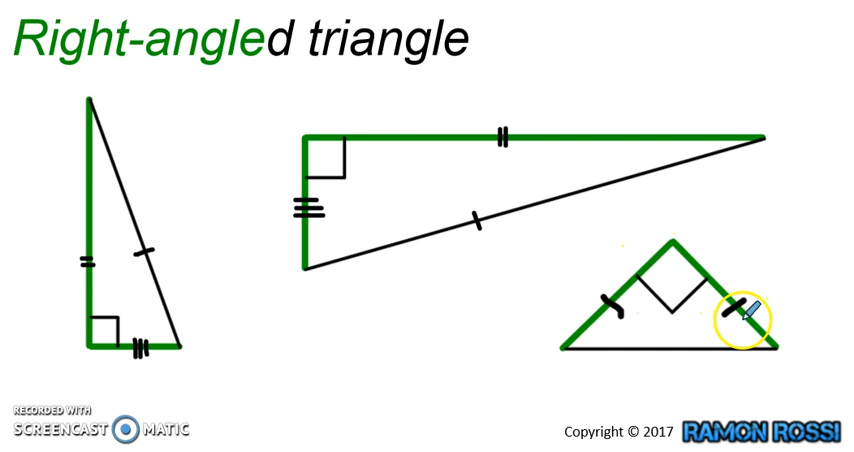 Right-angled triangle
RECORDED WITH
SCREENCAST MATIC
Copyright © 2017 RAMON ROSSI